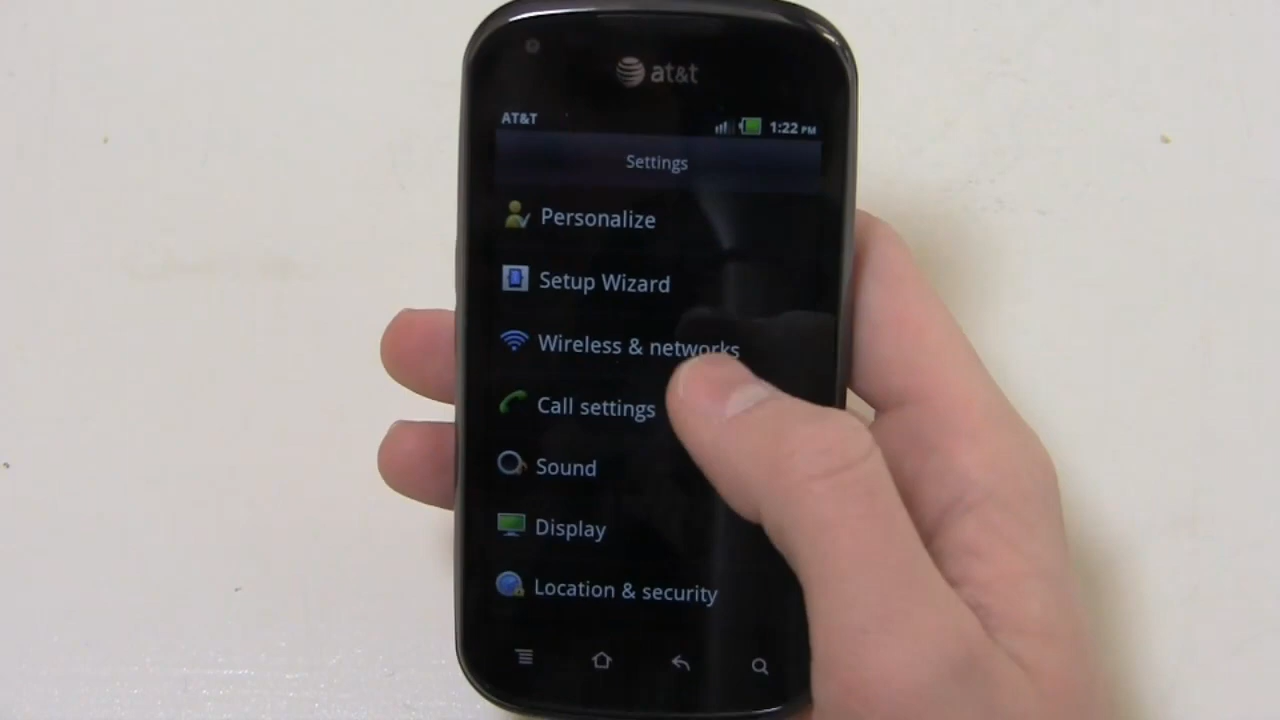 at&t
AT&T 1:22 PM
Settings
Personalize
Setup Wizard
Wireless & networks
Call settings
Sound
Display
Location & security